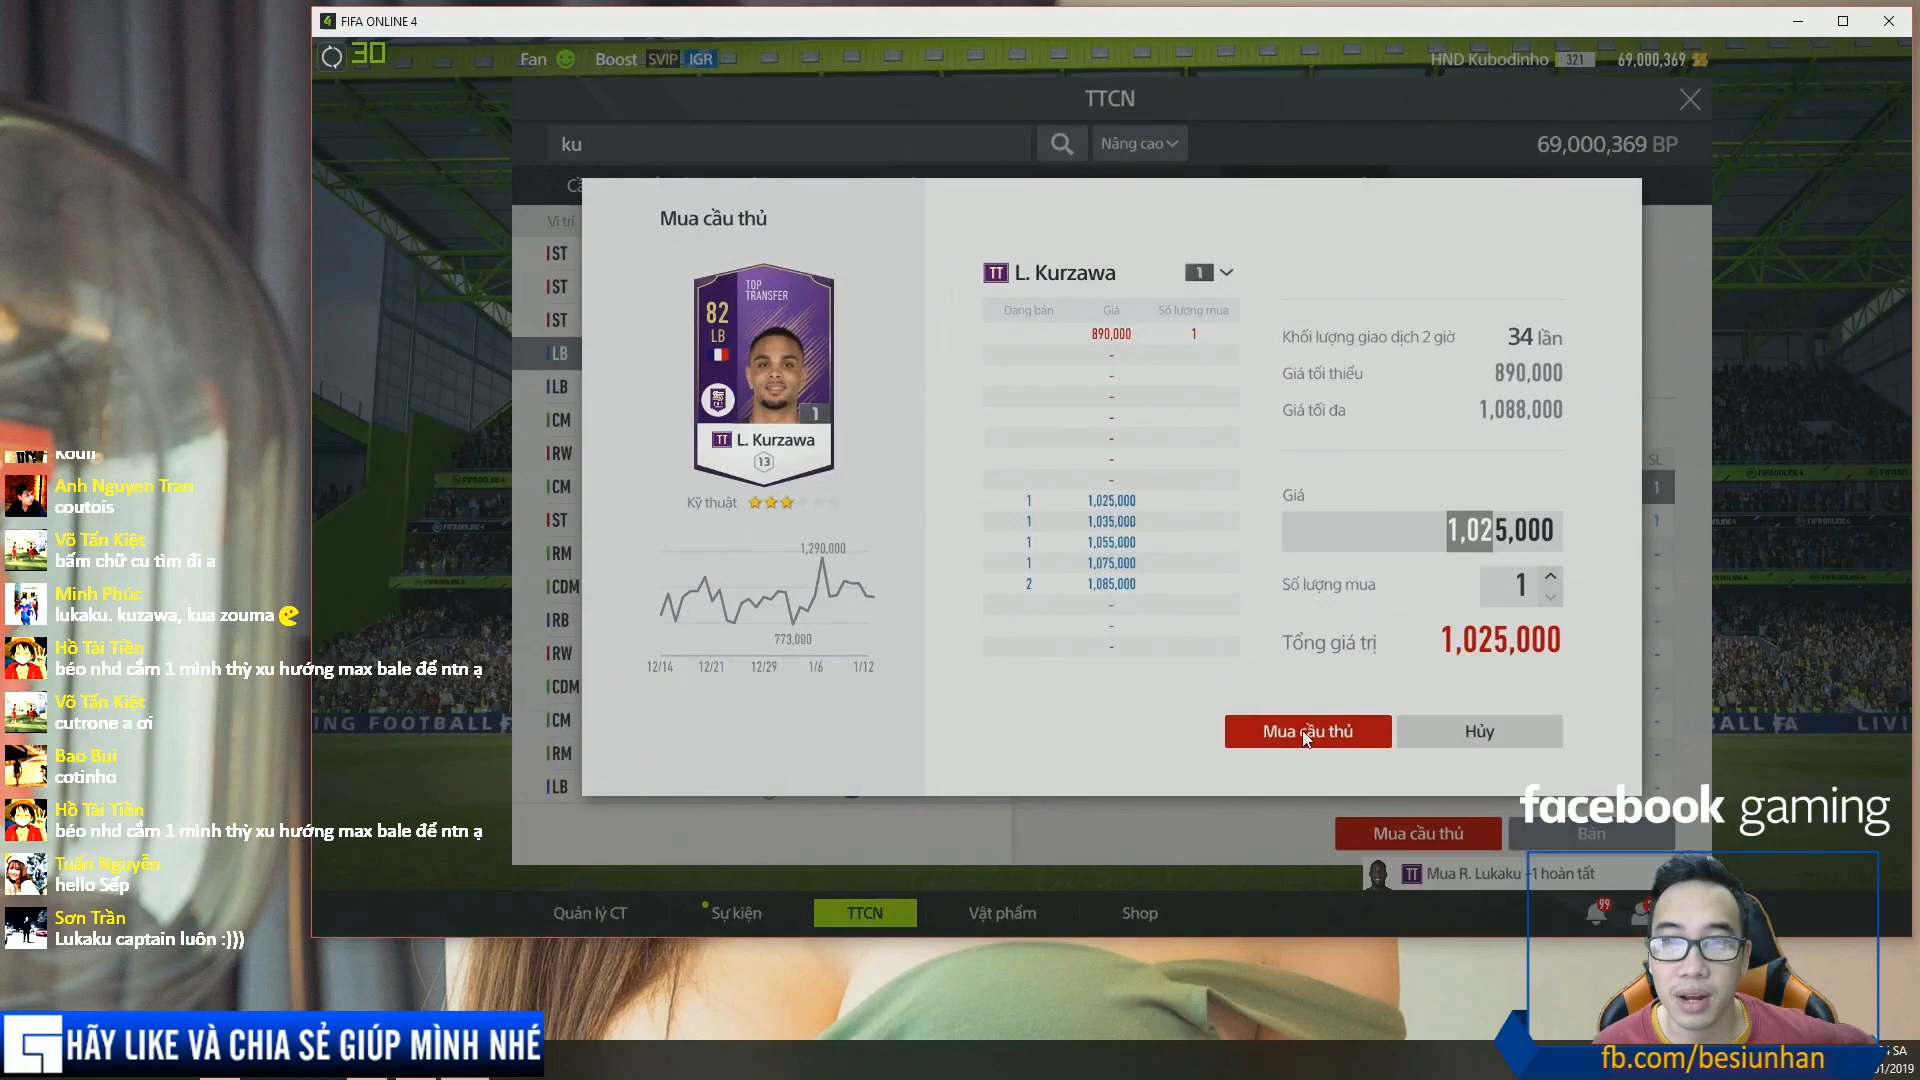 FIFA ONLINE 4
30
Fan
Boost SVIP IGR
HND Kubodinho 321 69,000,369
TTCN
ku
Nâng cao
69,000,369 BP
Vị trí
ST
ST
ST
LB
LB
CM
RW
CM
ST
RM
CDM
RB
RW
CDM
CM
RM
LB
Mua cầu thủ
TOP
TRANSFER
82
LB
1
TT L. Kurzawa
13
Kỹ thuật
1,290,000
773,000
12/14 12/21 12/29 1/6 1/12
TT L. Kurzawa 1
Đang bán Giá Số lượng mua
890,000 1
-
-
-
-
-
-
-
1 1,025,000
1 1,035,000
1 1,055,000
1 1,075,000
2 1,085,000
-
-
-
Khối lượng giao dịch 2 giờ 34 lần
Giá tối thiểu 890,000
Giá tối đa 1,088,000
Giá
1,025,000
Số lượng mua 1
Tổng giá trị 1,025,000
Mua cầu thủ Hủy
SL
1
1
Mua cầu thủ Bán
TT Mua R. Lukaku -1 hoàn tất
Quản lý CT Sự kiện TTCN Vật phẩm Shop
99
Anh Nguyen Tran
coutois
Võ Tấn Kiệt
bấm chữ cu tìm đi a
Minh Phúc
lukaku. kuzawa, kua zouma
Hồ Tài Tiền
béo nhd cắm 1 mình thỳ xu hướng max bale để ntn ạ
Võ Tấn Kiệt
cutrone a ơi
Bao Bui
cotinho
Hồ Tài Tiền
béo nhd cắm 1 mình thỳ xu hướng max bale để ntn ạ
Tuấn Nguyễn
hello Sếp
Sơn Trần
Lukaku captain luôn :)))
HÃY LIKE VÀ CHIA SẺ GIÚP MÌNH NHÉ
facebook gaming
fb.com/besiunhan